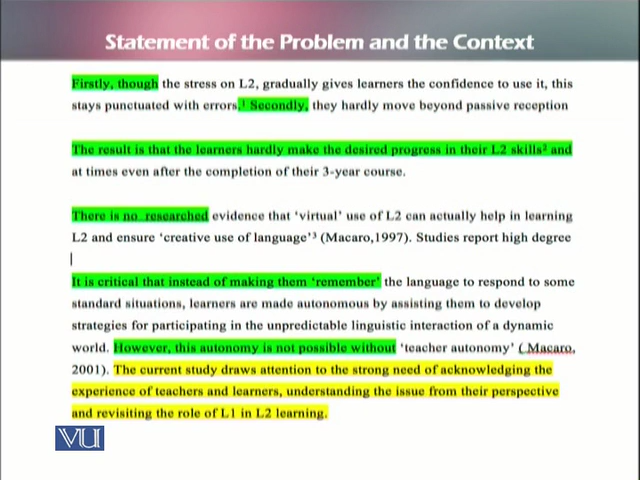 Statement of the Problem and the Context
Firstly, though the stress on L2, gradually gives learners the confidence to use it, this
stays punctuated with errors.¹ Secondly, they hardly move beyond passive reception
The result is that the learners hardly make the desired progress in their L2 skills² and
at times even after the completion of their 3-year course.
There is no researched evidence that ‘virtual’ use of L2 can actually help in learning
L2 and ensure ‘creative use of language’³ (Macaro,1997). Studies report high degree
It is critical that instead of making them ‘remember’ the language to respond to some
standard situations, learners are made autonomous by assisting them to develop
strategies for participating in the unpredictable linguistic interaction of a dynamic
world. However, this autonomy is not possible without ‘teacher autonomy’ ( Macaro,
2001). The current study draws attention to the strong need of acknowledging the
experience of teachers and learners, understanding the issue from their perspective
and revisiting the role of L1 in L2 learning.
VU